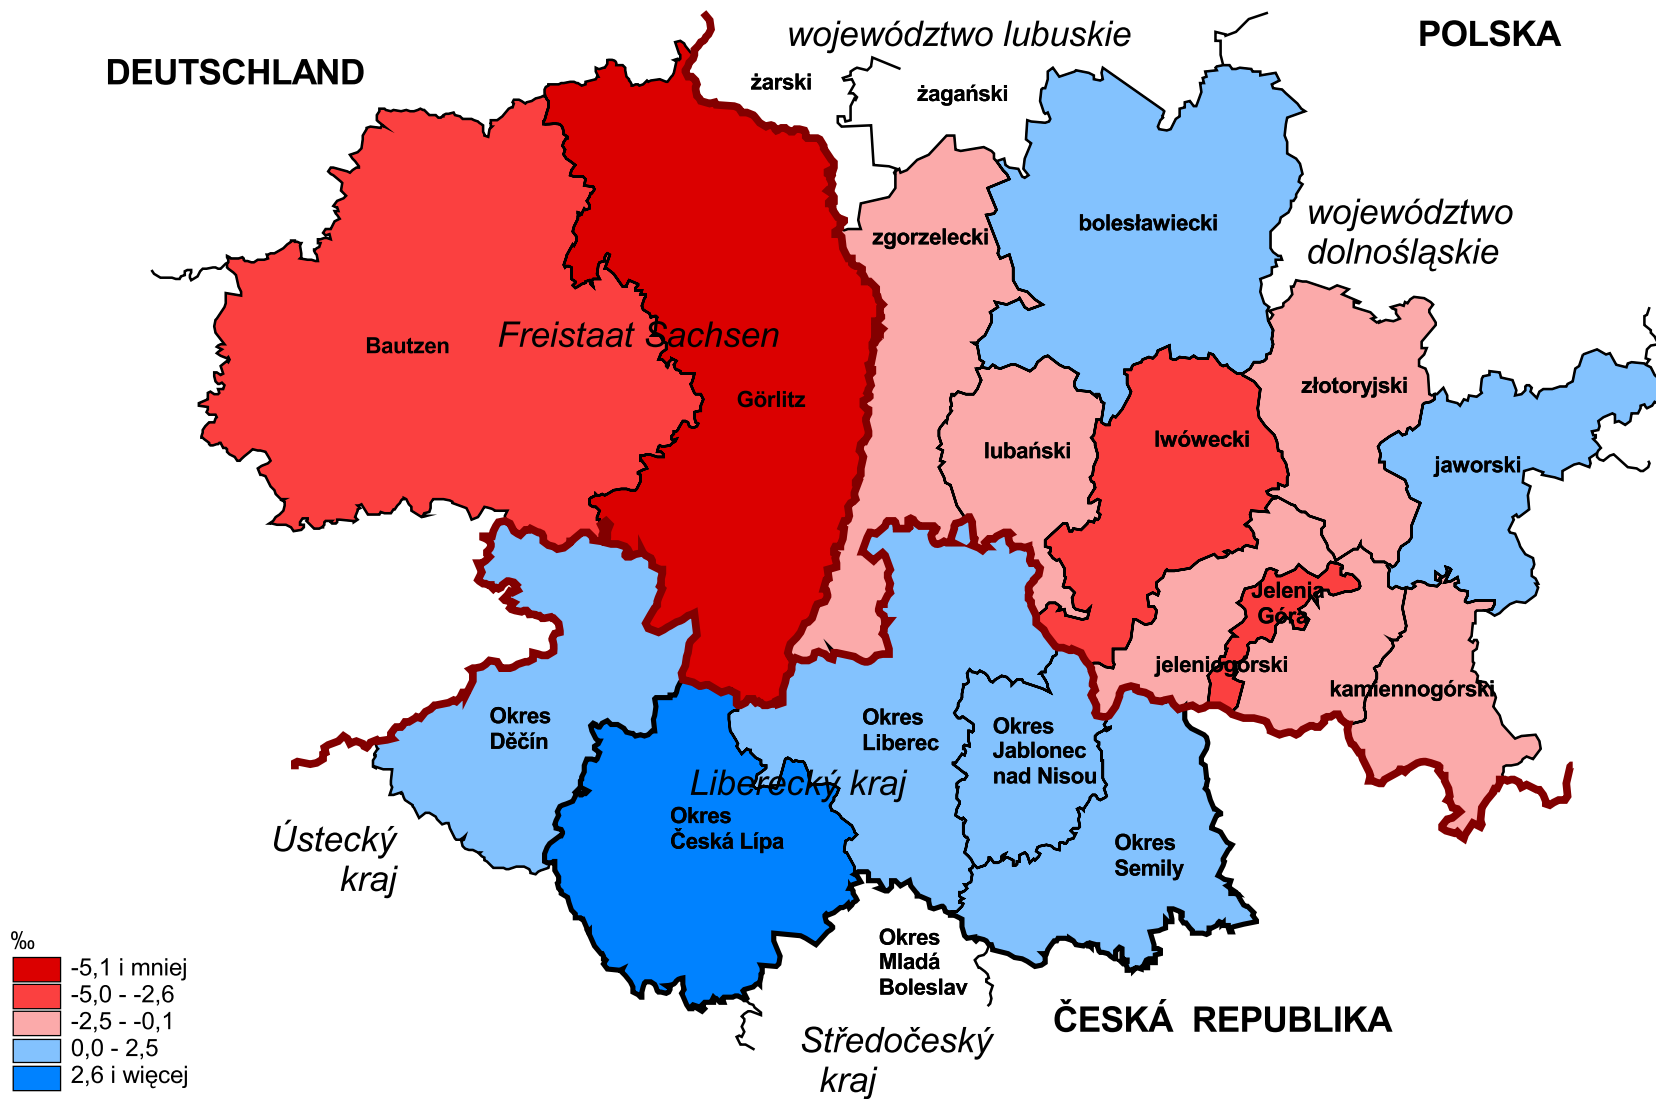 województwo lubuskie
POLSKA
DEUTSCHLAND
żarski
żagański
bolesławiecki
województwo
dolnośląskie
zgorzelecki
Freistaat Sachsen
Bautzen
Görlitz
złotoryjski
lwówecki
lubański
jaworski
Jelenia
Góra
jeleniogórski
kamiennogórski
Okres
Děčín
Okres
Liberec
Okres
Jablonec
nad Nisou
Liberecký kraj
Okres
Česká Lípa
Ústecký
kraj
Okres
Semily
Okres
Mladá
Boleslav
ČESKÁ REPUBLIKA
Středočeský
kraj
‰
-5,1 i mniej
-5,0 - -2,6
-2,5 - -0,1
0,0 - 2,5
2,6 i więcej